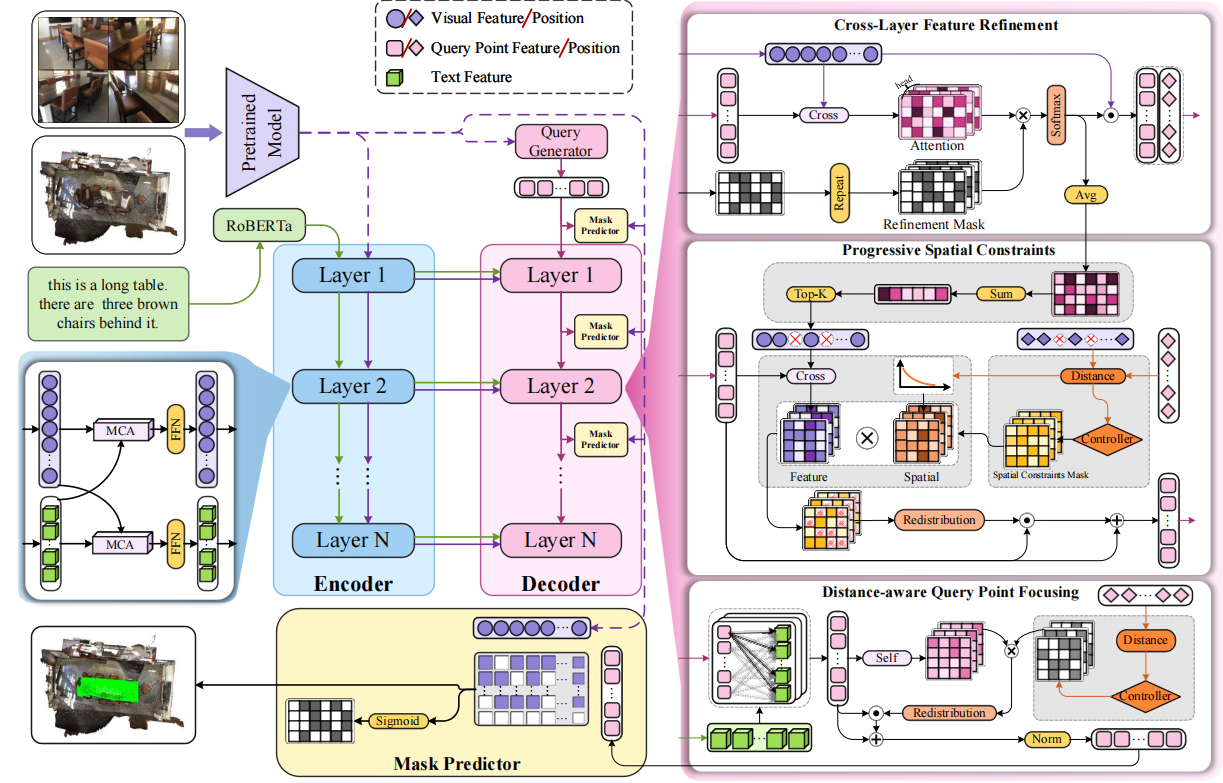 Visual Feature/Position
Query Point Feature/Position
Text Feature
Pretrained
Model
Query
Generator
RoBERTa
Mask
Predictor
this is a long table.
there are three brown
chairs behind it.
Layer 1
Layer 1
Mask
Predictor
Layer 2
Layer 2
Mask
Predictor
Layer N
Layer N
Encoder
Decoder
MCA
FFN
MCA
FFN
Sigmoid
Mask Predictor
Cross-Layer Feature Refinement
head
Cross
Attention
Softmax
Repeat
Refinement Mask
Avg
Progressive Spatial Constraints
Top-K
Sum
Cross
Distance
Controller
Feature
Spatial
Spatial Constraints Mask
Redistribution
Distance-aware Query Point Focusing
Self
Distance
Controller
Redistribution
Norm